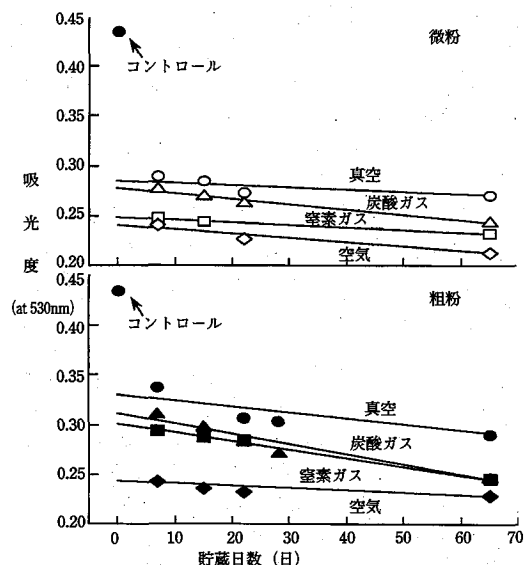 0.45
微粉
コントロール
0.40
0.35
0.30
真空
吸
炭酸ガス
光
0.25
窒素ガス
度
0.20
空気
(at 530nm)
0.45
粗粉
コントロール
0.40
0.35
真空
0.30
炭酸ガス
0.25
窒素ガス
空気
0.20
0 10 20 30 40 50 60 70
貯蔵日数（日）